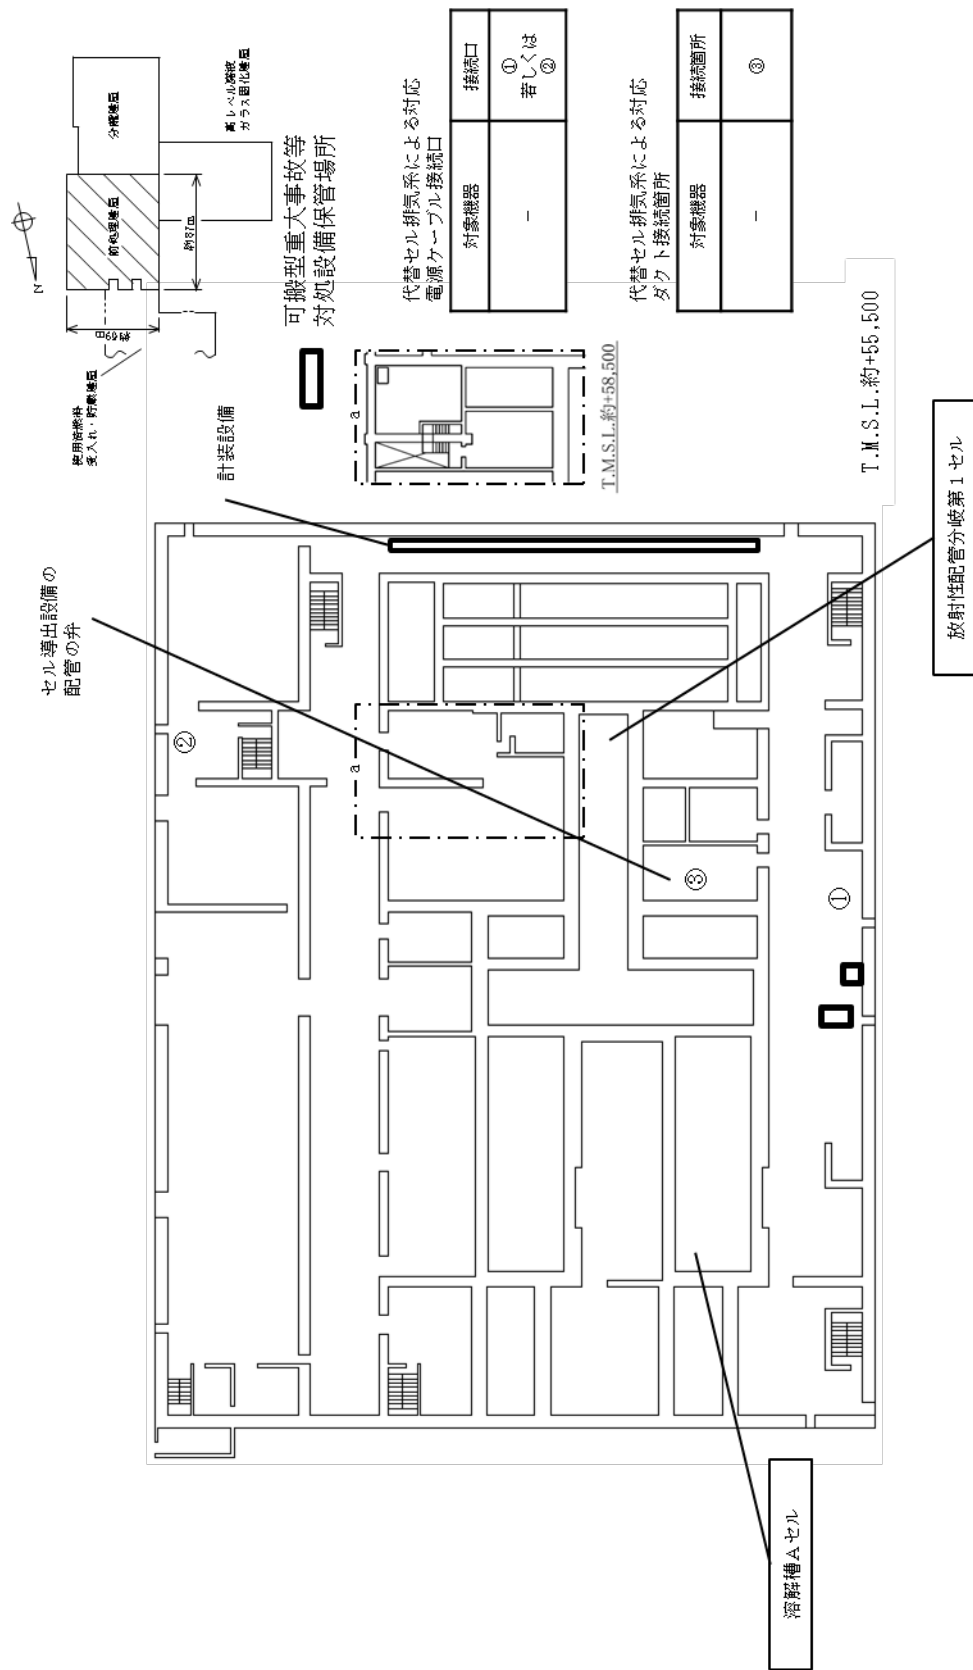 N
使用済燃料
受入れ・貯蔵建屋
前処理建屋
分離建屋
高レベル廃液
ガラス固化建屋
約69m
約87m
可搬型重大事故等
対処設備保管場所
代替セル排気系による対応
電源ケーブル接続口
対象機器
接続口
－
①
若しくは
②
代替セル排気系による対応
ダクト接続箇所
対象機器
接続箇所
－
③
計装設備
a
T.M.S.L.約+58,500
セル導出設備の
配管の弁
②
a
③
①
T.M.S.L.約+55,500
溶解槽Aセル
放射性配管分岐第1セル